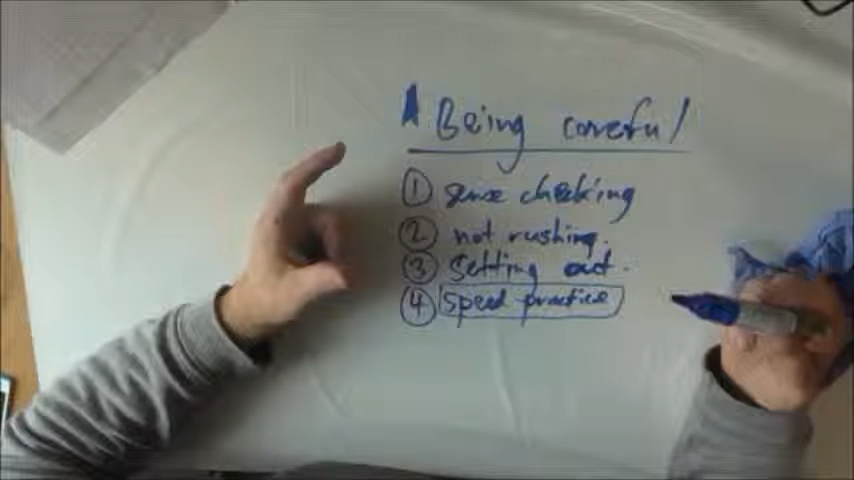 Being careful
① sense checking
② not rushing.
③ Setting out.
④ speed practice